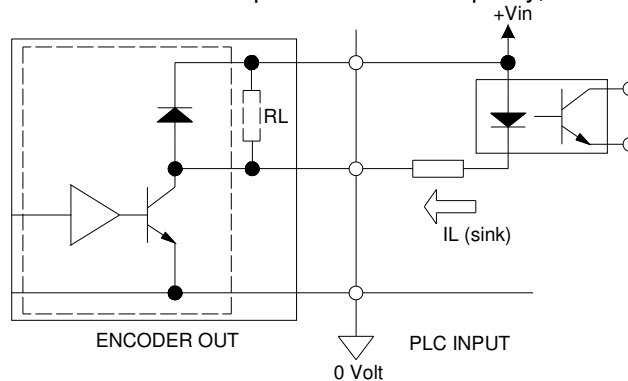 +Vin
RL
IL (sink)
ENCODER OUT
PLC INPUT
0 Volt